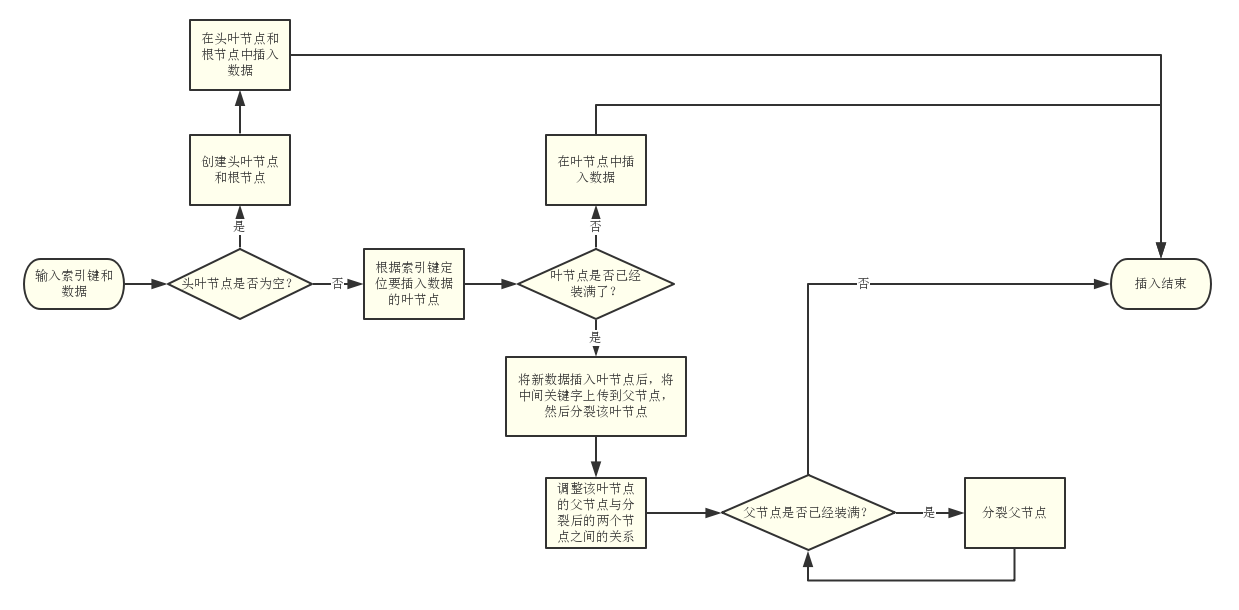 在头叶节点和
根节点中插入
数据
创建头叶节点
和根节点
在叶节点中插
入数据
是
否
输入索引键和
数据
头叶节点是否为空？
否
根据索引键定
位要插入数据
的叶节点
叶节点是否已经
装满了？
否
插入结束
是
将新数据插入叶节点后，将
中间关键字上传到父节点，
然后分裂该叶节点
调整该叶节点
的父节点与分
裂后的两个节
点之间的关系
父节点是否已经装满？
是
分裂父节点